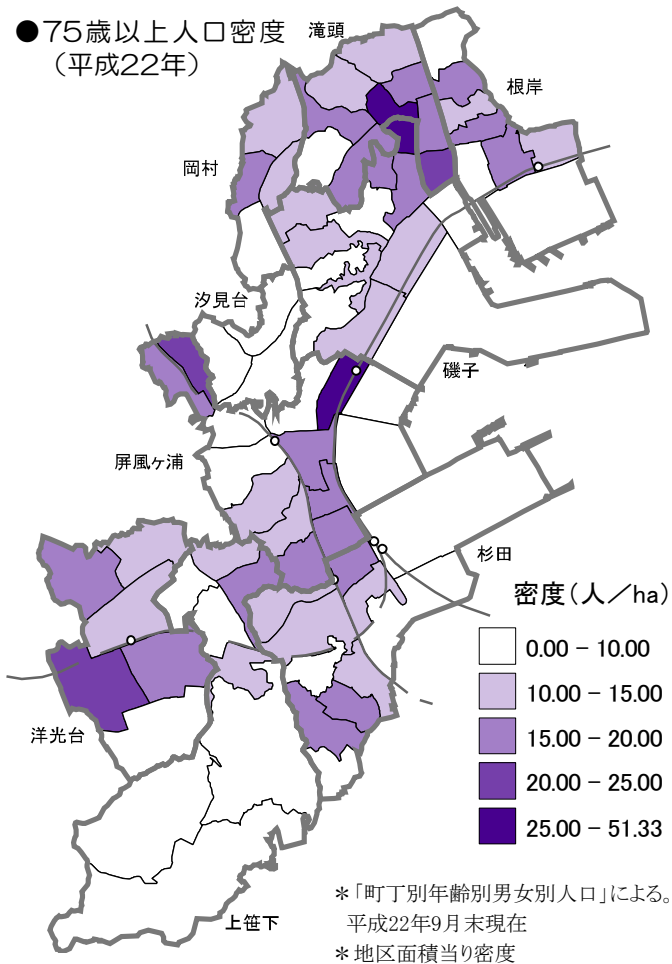 ●75歳以上人口密度
（平成22年）
滝頭
根岸
岡村
汐見台
磯子
屏風ヶ浦
杉田
洋光台
上笹下
密度（人／ha）
0.00 － 10.00
10.00 － 15.00
15.00 － 20.00
20.00 － 25.00
25.00 － 51.33
＊「町丁別年齢別男女別人口」による。
平成22年9月末現在
＊地区面積当り密度